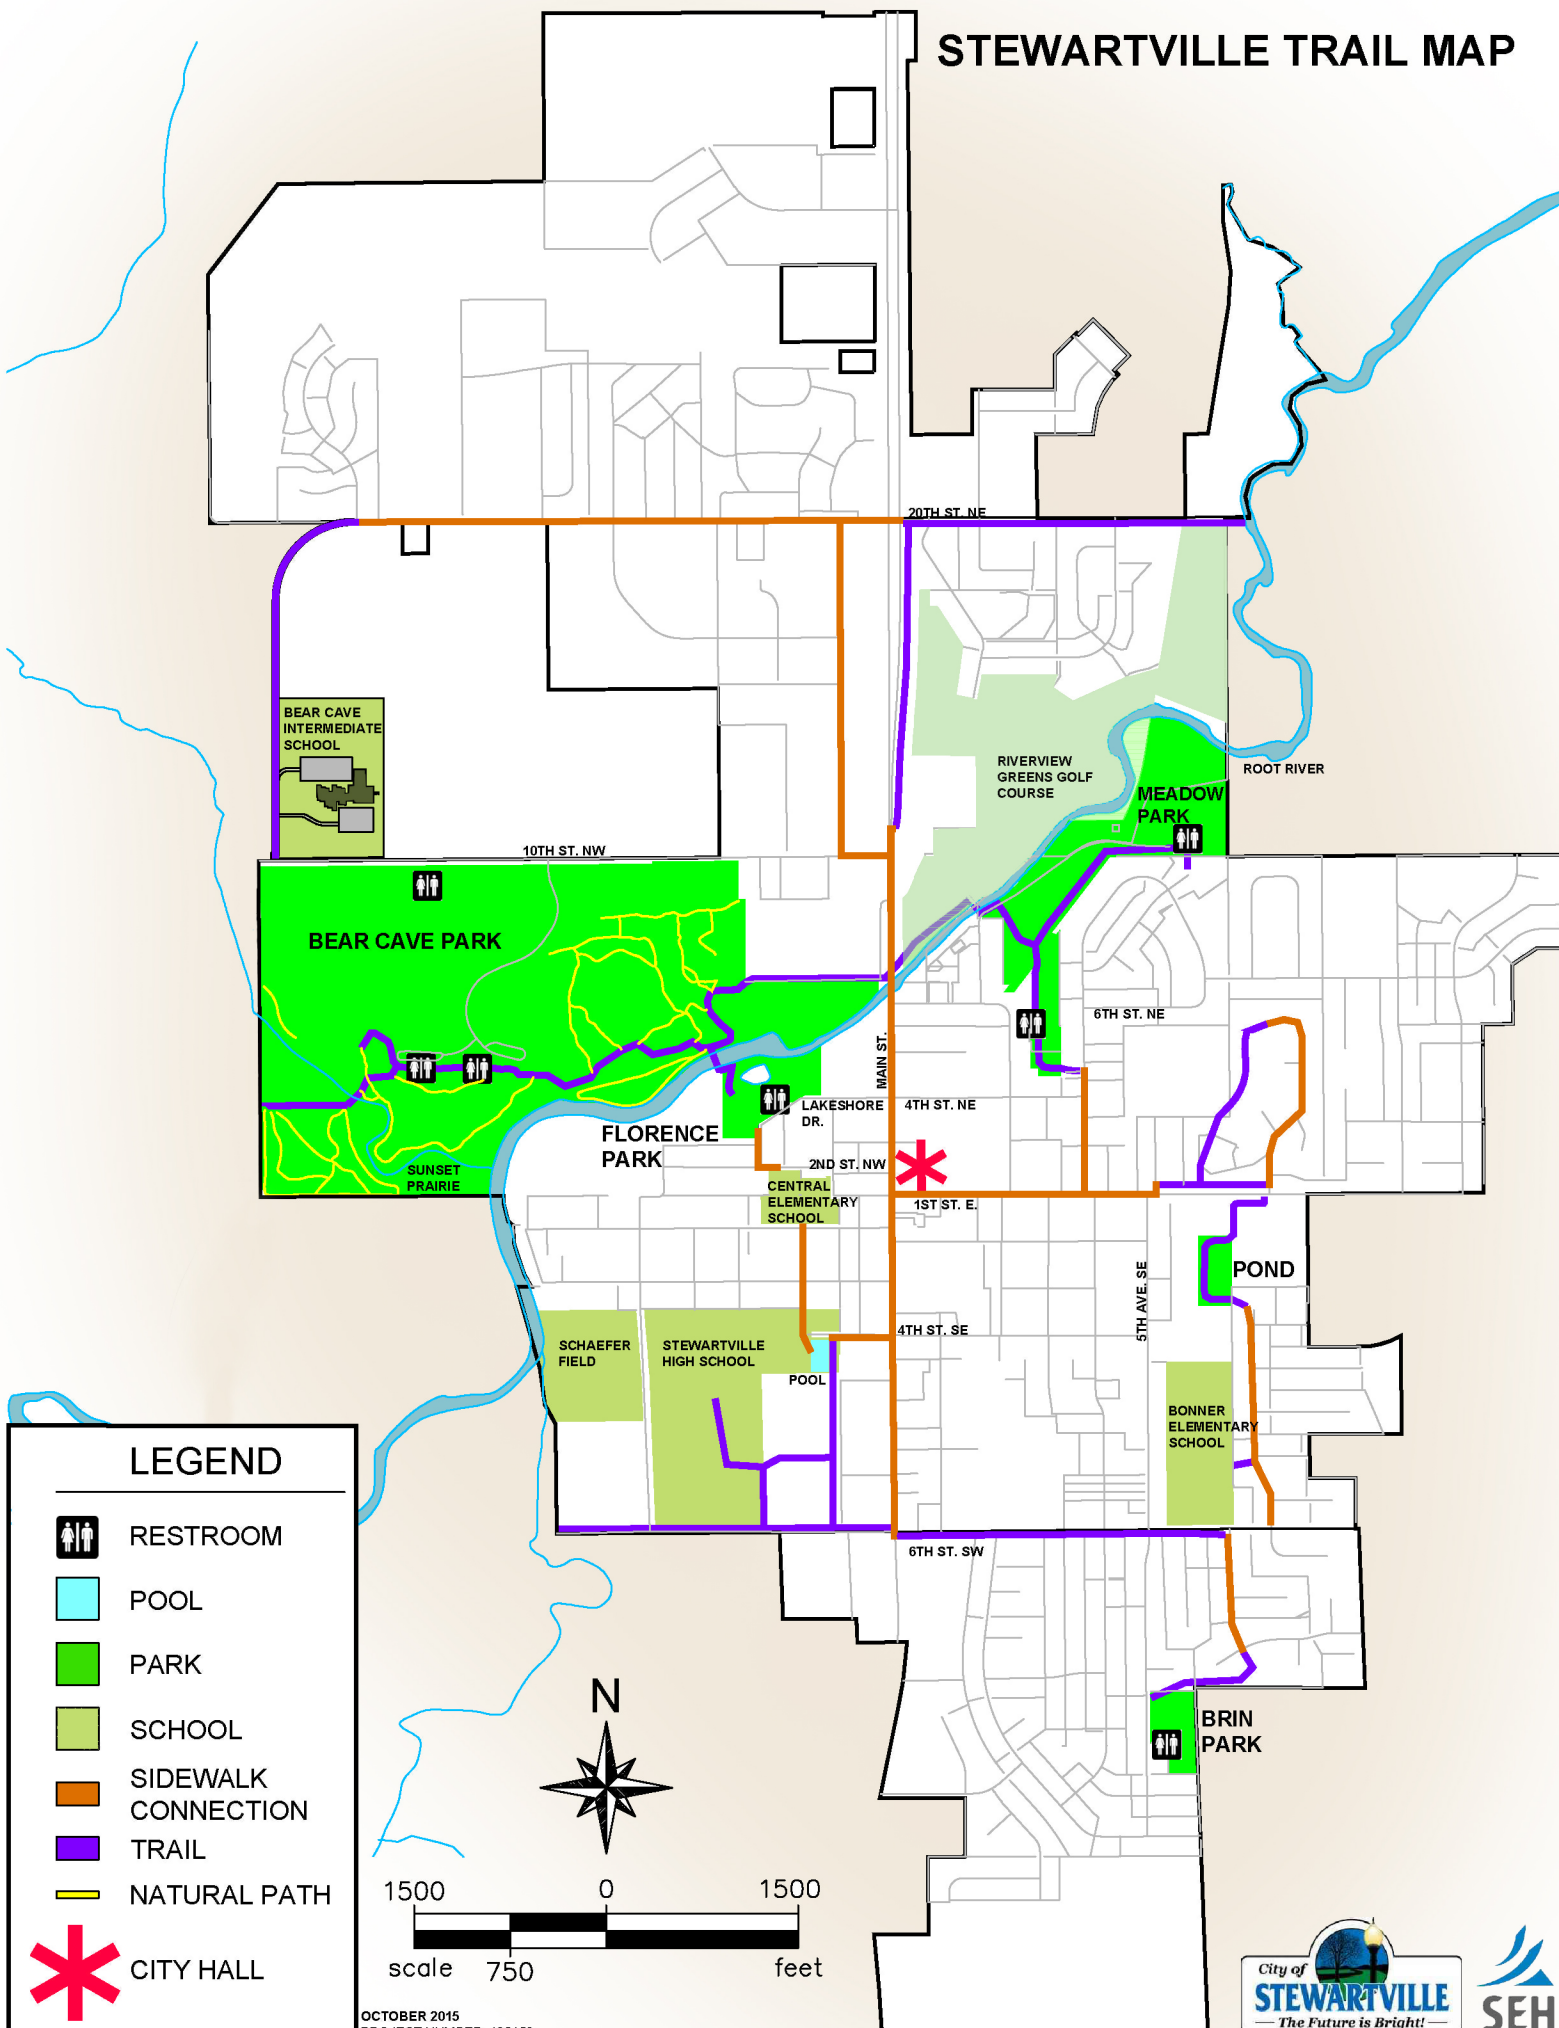 STEWARTVILLE TRAIL MAP
20TH ST. NE
BEAR CAVE
INTERMEDIATE
SCHOOL
RIVERVIEW
GREENS GOLF
COURSE
ROOT RIVER
MEADOW
PARK
10TH ST. NW
BEAR CAVE PARK
6TH ST. NE
MAIN ST.
LAKESHORE
DR.
4TH ST. NE
FLORENCE
PARK
2ND ST. NW
SUNSET
PRAIRIE
CENTRAL
ELEMENTARY
SCHOOL
1ST ST. E.
POND
5TH AVE. SE
4TH ST. SE
SCHAEFER
FIELD
STEWARTVILLE
HIGH SCHOOL
POOL
BONNER
ELEMENTARY
SCHOOL
6TH ST. SW
BRIN
PARK
LEGEND
RESTROOM
POOL
PARK
SCHOOL
SIDEWALK
CONNECTION
TRAIL
NATURAL PATH
CITY HALL
N
1500 0 1500
scale 750 feet
OCTOBER 2015
City of
STEWARTVILLE
The Future is Bright!
SEH